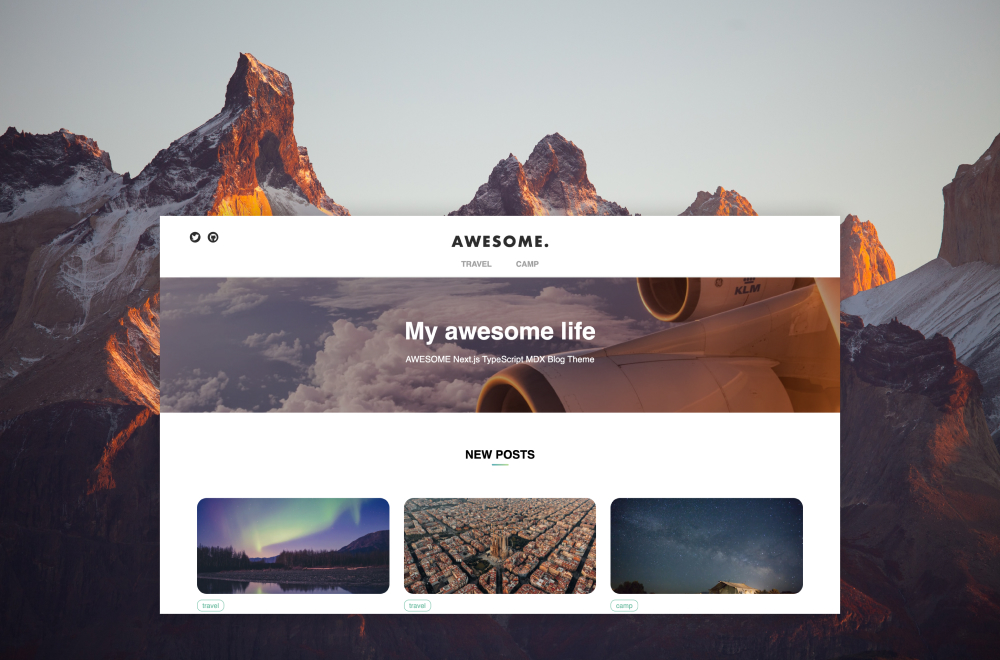 AWESOME.
TRAVEL CAMP
KLM
My awesome life
AWESOME Next.js TypeScript MDX Blog Theme
NEW POSTS
travel travel camp